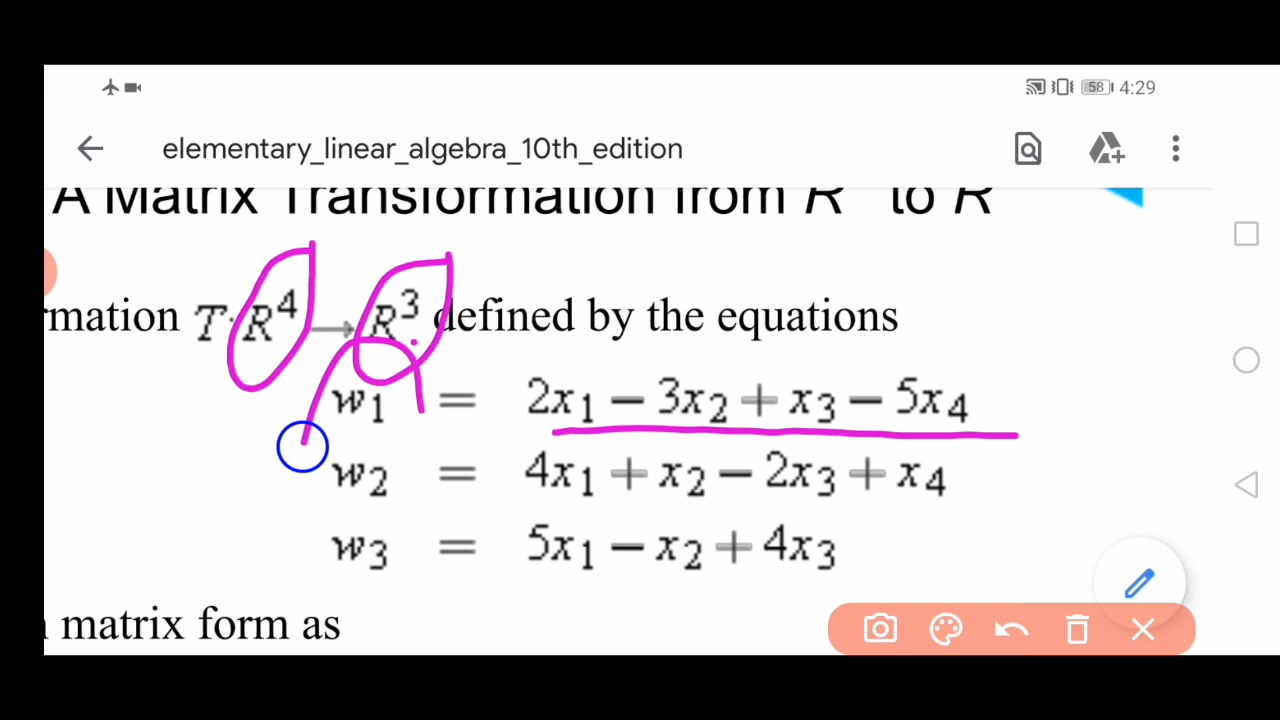 58 4:29
elementary_linear_algebra_10th_edition
A Matrix Transformation from R to R
rmation T: R⁴ → R³ defined by the equations
w₁ = 2x₁ − 3x₂ + x₃ − 5x₄
w₂ = 4x₁ + x₂ − 2x₃ + x₄
w₃ = 5x₁ − x₂ + 4x₃
matrix form as